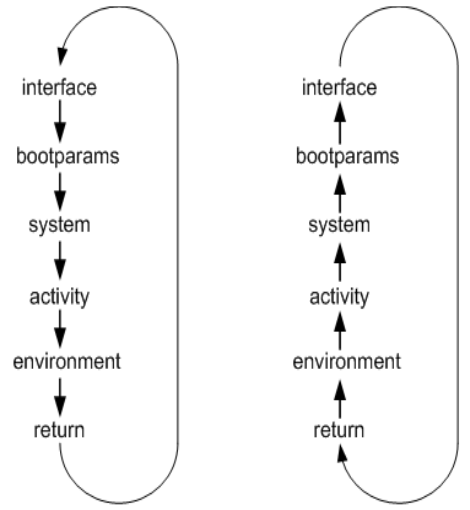 interface
bootparams
system
activity
environment
return
interface
bootparams
system
activity
environment
return